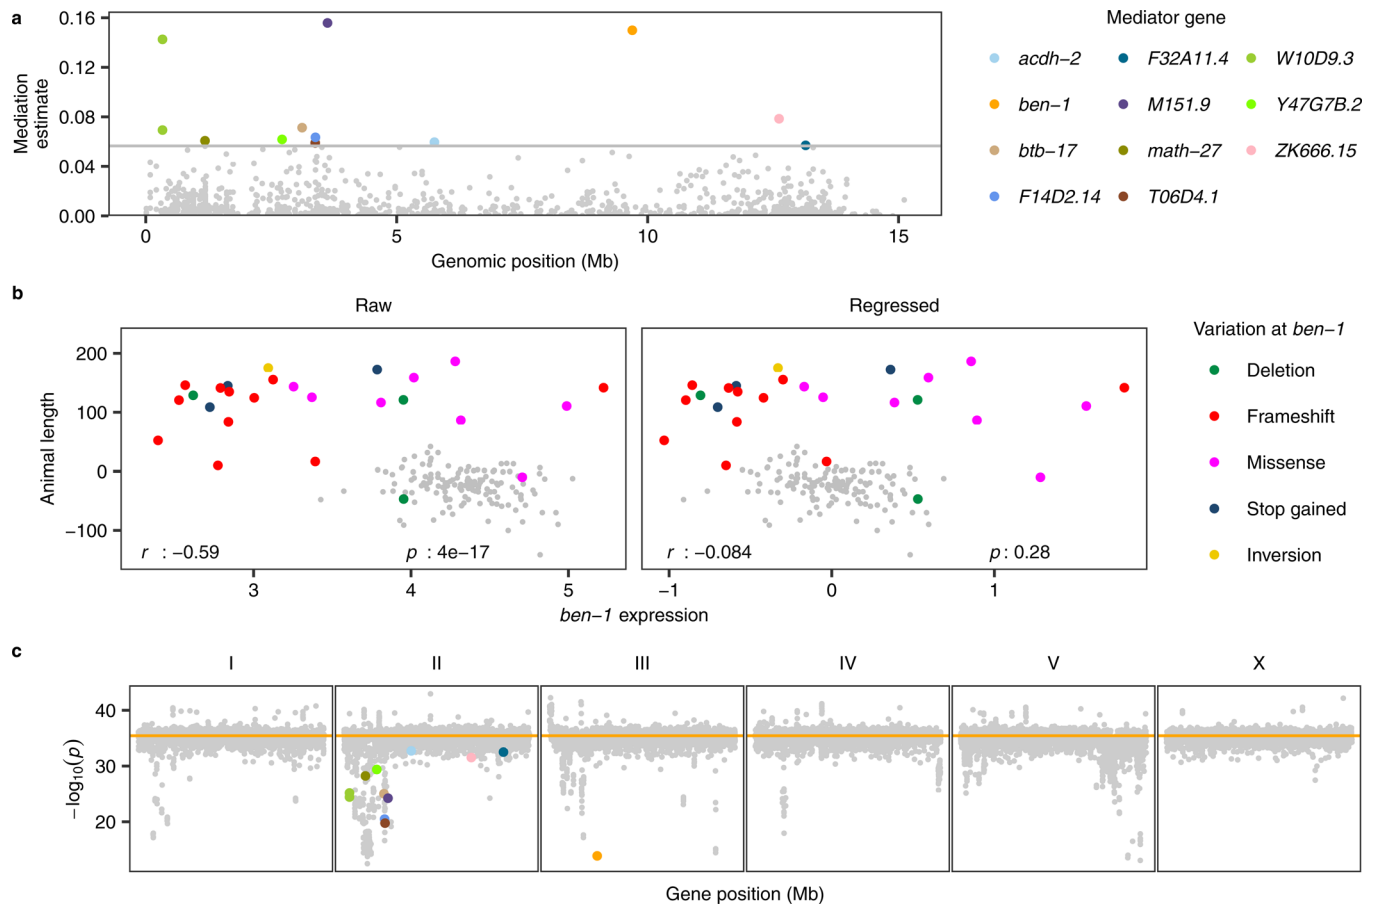 a
Mediation
estimate
0.16
0.12
0.08
0.04
0.00
0
5
10
15
Genomic position (Mb)
Mediator gene
acdh−2
F32A11.4
W10D9.3
ben−1
M151.9
Y47G7B.2
btb−17
math−27
ZK666.15
F14D2.14
T06D4.1
b
Raw
Regressed
Animal length
200
100
0
−100
r : −0.59
p : 4e−17
r : −0.084
p : 0.28
3
4
5
−1
0
1
ben−1 expression
Variation at ben−1
Deletion
Frameshift
Missense
Stop gained
Inversion
c
I
II
III
IV
V
X
−log₁₀(p)
40
30
20
Gene position (Mb)